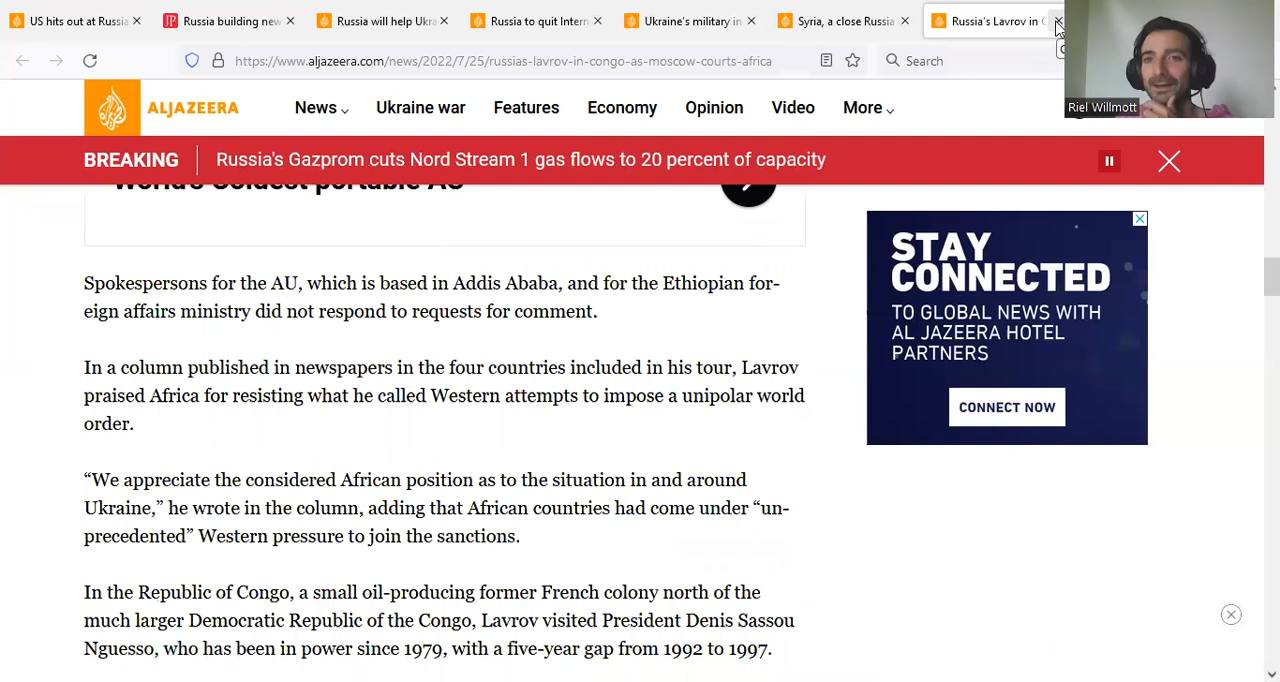 US hits out at Russia
Russia building new
Russia will help Ukra
Russia to quit Intern
Ukraine's military in
Syria, a close Russia
Russia's Lavrov in C
https://www.aljazeera.com/news/2022/7/25/russias-lavrov-in-congo-as-moscow-courts-africa
Search
Riel Willmott
ALJAZEERA
News
Ukraine war
Features
Economy
Opinion
Video
More
BREAKING
Russia's Gazprom cuts Nord Stream 1 gas flows to 20 percent of capacity
World's Coldest portable AC
Spokespersons for the AU, which is based in Addis Ababa, and for the Ethiopian for-
eign affairs ministry did not respond to requests for comment.
In a column published in newspapers in the four countries included in his tour, Lavrov
praised Africa for resisting what he called Western attempts to impose a unipolar world
order.
“We appreciate the considered African position as to the situation in and around
Ukraine,” he wrote in the column, adding that African countries had come under “un-
precedented” Western pressure to join the sanctions.
In the Republic of Congo, a small oil-producing former French colony north of the
much larger Democratic Republic of the Congo, Lavrov visited President Denis Sassou
Nguesso, who has been in power since 1979, with a five-year gap from 1992 to 1997.
STAY
CONNECTED
TO GLOBAL NEWS WITH
AL JAZEERA HOTEL
PARTNERS
CONNECT NOW